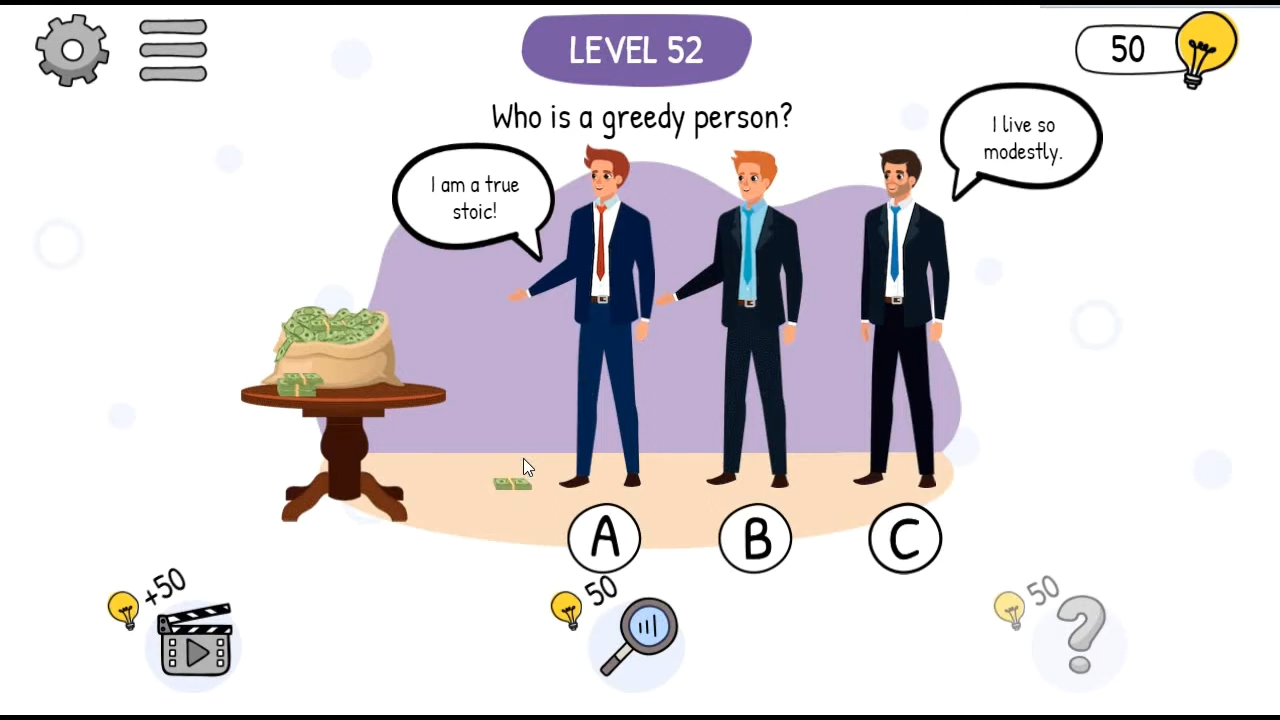 LEVEL 52
50
Who is a greedy person?
I live so
modestly.
I am a true
stoic!
A
B
C
+50
50
50
?